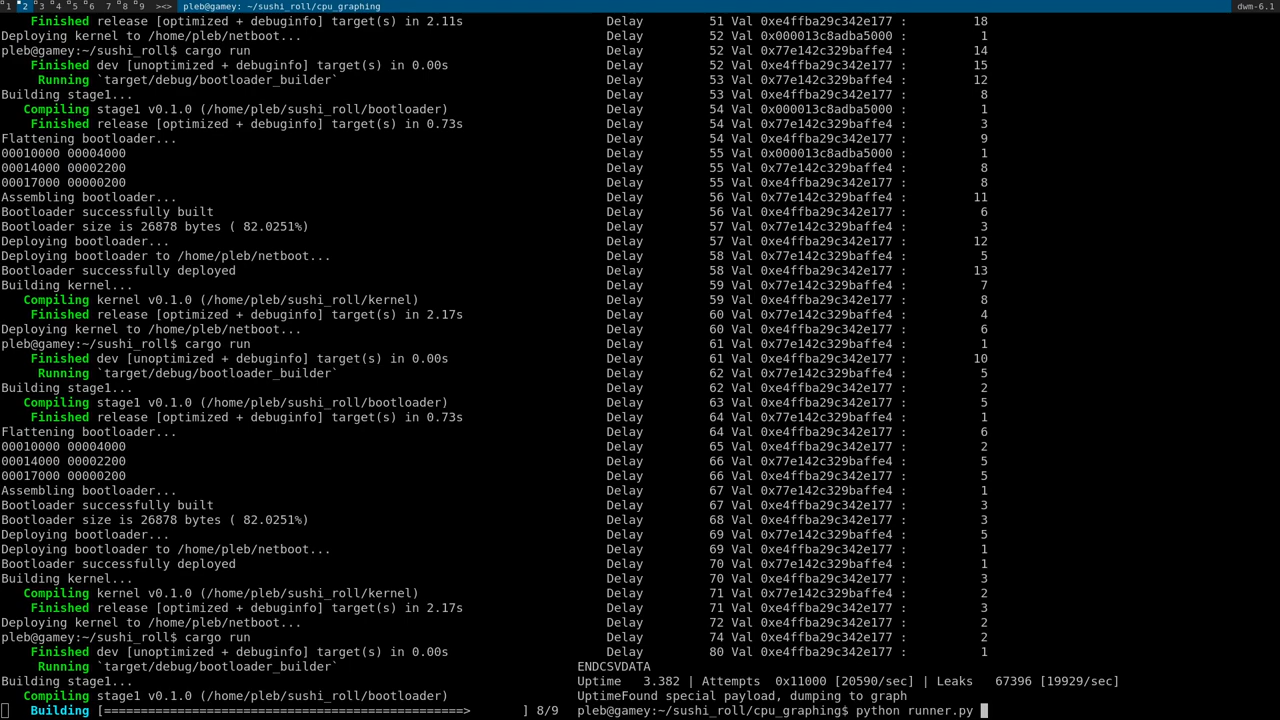 1 2 3 4 5 6 7 8 9 ><> pleb@gamey: ~/sushi_roll/cpu_graphing dwm-6.1
Finished release [optimized + debuginfo] target(s) in 2.11s
Deploying kernel to /home/pleb/netboot...
pleb@gamey:~/sushi_roll$ cargo run
Finished dev [unoptimized + debuginfo] target(s) in 0.00s
Running `target/debug/bootloader_builder`
Building stage1...
Compiling stage1 v0.1.0 (/home/pleb/sushi_roll/bootloader)
Finished release [optimized + debuginfo] target(s) in 0.73s
Flattening bootloader...
00010000 00004000
00014000 00002200
00017000 00000200
Assembling bootloader...
Bootloader successfully built
Bootloader size is 26878 bytes ( 82.0251%)
Deploying bootloader...
Deploying bootloader to /home/pleb/netboot...
Bootloader successfully deployed
Building kernel...
Compiling kernel v0.1.0 (/home/pleb/sushi_roll/kernel)
Finished release [optimized + debuginfo] target(s) in 2.17s
Deploying kernel to /home/pleb/netboot...
pleb@gamey:~/sushi_roll$ cargo run
Finished dev [unoptimized + debuginfo] target(s) in 0.00s
Running `target/debug/bootloader_builder`
Building stage1...
Compiling stage1 v0.1.0 (/home/pleb/sushi_roll/bootloader)
Finished release [optimized + debuginfo] target(s) in 0.73s
Flattening bootloader...
00010000 00004000
00014000 00002200
00017000 00000200
Assembling bootloader...
Bootloader successfully built
Bootloader size is 26878 bytes ( 82.0251%)
Deploying bootloader...
Deploying bootloader to /home/pleb/netboot...
Bootloader successfully deployed
Building kernel...
Compiling kernel v0.1.0 (/home/pleb/sushi_roll/kernel)
Finished release [optimized + debuginfo] target(s) in 2.17s
Deploying kernel to /home/pleb/netboot...
pleb@gamey:~/sushi_roll$ cargo run
Finished dev [unoptimized + debuginfo] target(s) in 0.00s
Running `target/debug/bootloader_builder`
Building stage1...
Compiling stage1 v0.1.0 (/home/pleb/sushi_roll/bootloader)
Building [=================================================> ] 8/9
Delay 51 Val 0xe4ffba29c342e177 : 18
Delay 52 Val 0x000013c8adba5000 : 1
Delay 52 Val 0x77e142c329baffe4 : 14
Delay 52 Val 0xe4ffba29c342e177 : 15
Delay 53 Val 0x77e142c329baffe4 : 12
Delay 53 Val 0xe4ffba29c342e177 : 8
Delay 54 Val 0x000013c8adba5000 : 1
Delay 54 Val 0x77e142c329baffe4 : 3
Delay 54 Val 0xe4ffba29c342e177 : 9
Delay 55 Val 0x000013c8adba5000 : 1
Delay 55 Val 0x77e142c329baffe4 : 8
Delay 55 Val 0xe4ffba29c342e177 : 8
Delay 56 Val 0x77e142c329baffe4 : 11
Delay 56 Val 0xe4ffba29c342e177 : 6
Delay 57 Val 0x77e142c329baffe4 : 3
Delay 57 Val 0xe4ffba29c342e177 : 12
Delay 58 Val 0x77e142c329baffe4 : 5
Delay 58 Val 0xe4ffba29c342e177 : 13
Delay 59 Val 0x77e142c329baffe4 : 7
Delay 59 Val 0xe4ffba29c342e177 : 8
Delay 60 Val 0x77e142c329baffe4 : 4
Delay 60 Val 0xe4ffba29c342e177 : 6
Delay 61 Val 0x77e142c329baffe4 : 1
Delay 61 Val 0xe4ffba29c342e177 : 10
Delay 62 Val 0x77e142c329baffe4 : 5
Delay 62 Val 0xe4ffba29c342e177 : 2
Delay 63 Val 0xe4ffba29c342e177 : 5
Delay 64 Val 0x77e142c329baffe4 : 1
Delay 64 Val 0xe4ffba29c342e177 : 6
Delay 65 Val 0xe4ffba29c342e177 : 2
Delay 66 Val 0x77e142c329baffe4 : 5
Delay 66 Val 0xe4ffba29c342e177 : 5
Delay 67 Val 0x77e142c329baffe4 : 1
Delay 67 Val 0xe4ffba29c342e177 : 3
Delay 68 Val 0xe4ffba29c342e177 : 3
Delay 69 Val 0x77e142c329baffe4 : 5
Delay 69 Val 0xe4ffba29c342e177 : 1
Delay 70 Val 0x77e142c329baffe4 : 1
Delay 70 Val 0xe4ffba29c342e177 : 3
Delay 71 Val 0x77e142c329baffe4 : 2
Delay 71 Val 0xe4ffba29c342e177 : 3
Delay 72 Val 0xe4ffba29c342e177 : 2
Delay 74 Val 0xe4ffba29c342e177 : 2
Delay 80 Val 0xe4ffba29c342e177 : 1
ENDCSVDATA
Uptime 3.382 | Attempts 0x11000 [20590/sec] | Leaks 67396 [19929/sec]
UptimeFound special payload, dumping to graph
pleb@gamey:~/sushi_roll/cpu_graphing$ python runner.py